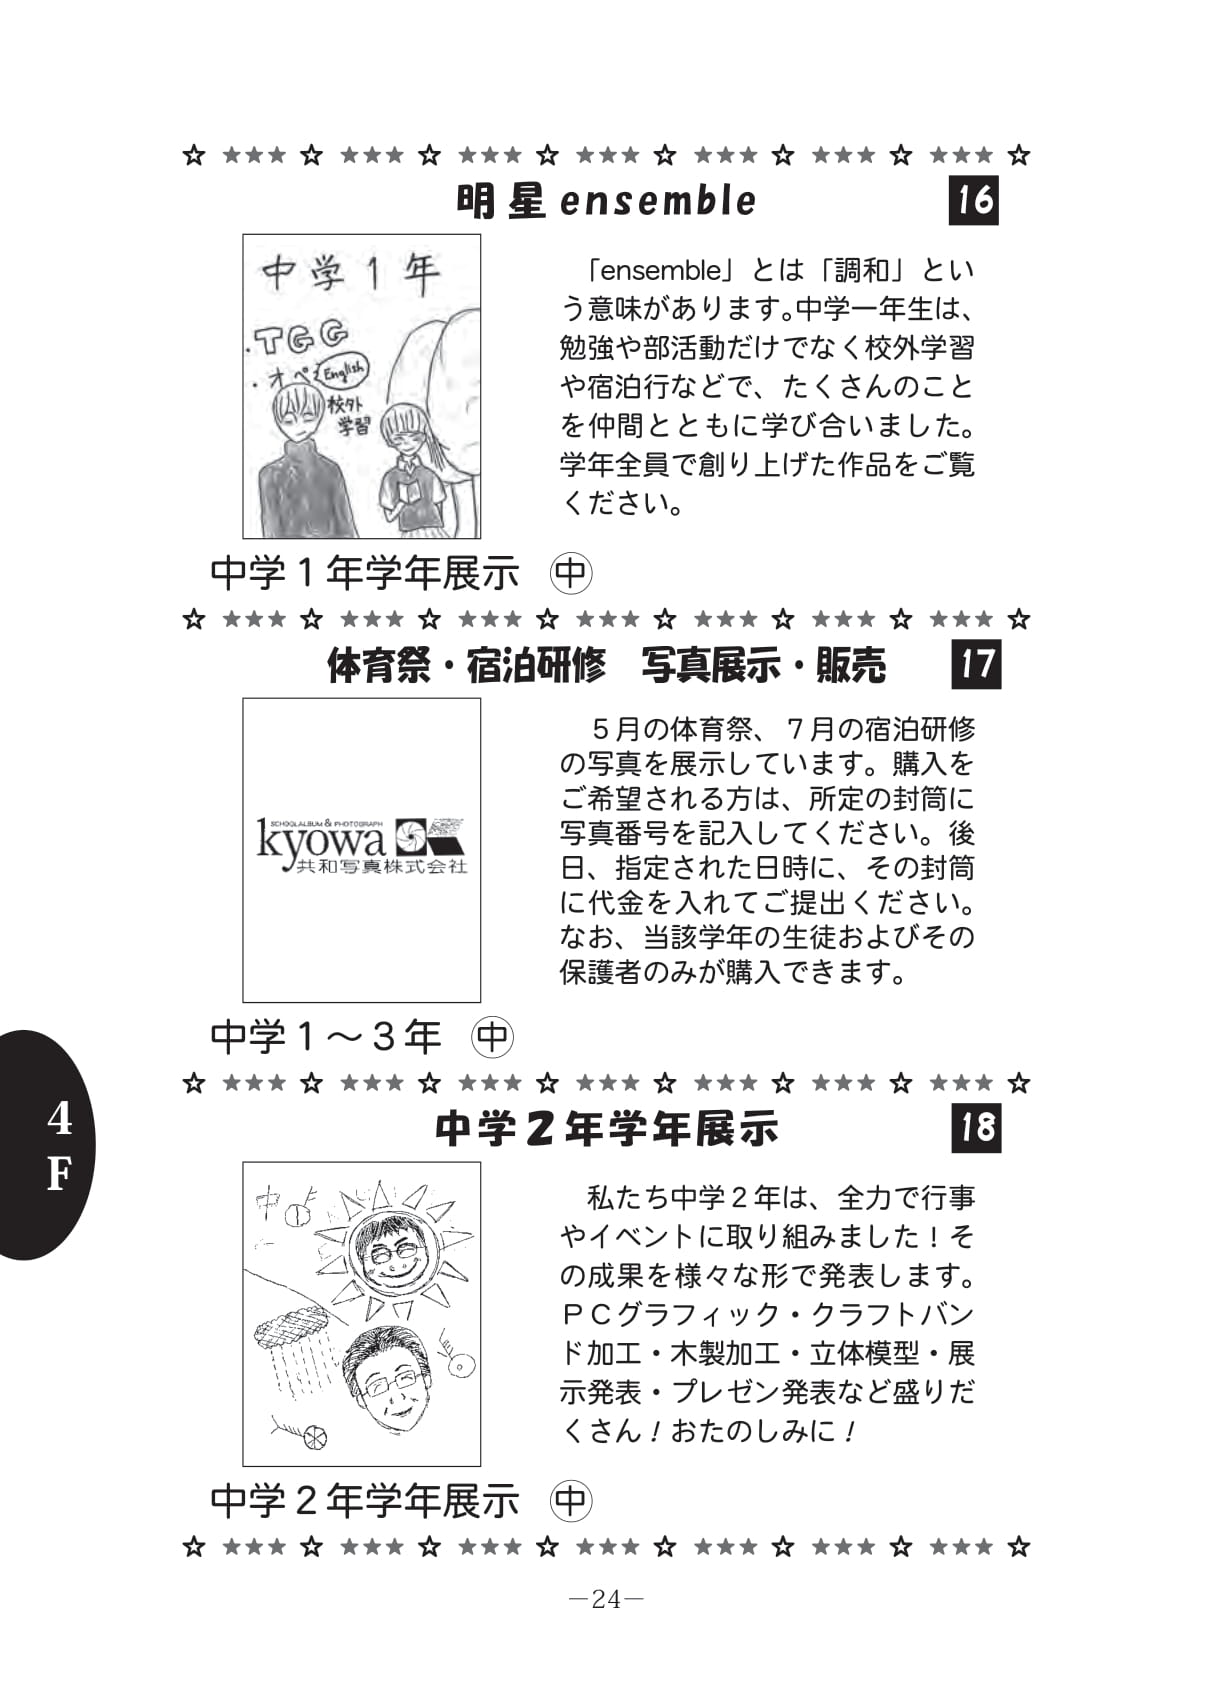 ☆ ★★★ ☆ ★★★ ☆ ★★★ ☆ ★★★ ☆ ★★★ ☆ ★★★ ☆ ★★★ ☆
明星 ensemble
16
中学1年
・TGG
・オペ
English
校外
学習
「ensemble」とは「調和」とい
う意味があります。中学一年生は、
勉強や部活動だけでなく校外学習
や宿泊行などで、たくさんのこと
を仲間とともに学び合いました。
学年全員で創り上げた作品をご覧
ください。
中学1年学年展示 ㊥
☆ ★★★ ☆ ★★★ ☆ ★★★ ☆ ★★★ ☆ ★★★ ☆ ★★★ ☆ ★★★ ☆
体育祭・宿泊研修　写真展示・販売
17
SCHOOL ALBUM & PHOTOGRAPH
kyowa
共和写真株式会社
５月の体育祭、７月の宿泊研修
の写真を展示しています。購入を
ご希望される方は、所定の封筒に
写真番号を記入してください。後
日、指定された日時に、その封筒
に代金を入れてご提出ください。
なお、当該学年の生徒およびその
保護者のみが購入できます。
中学１～３年 ㊥
☆ ★★★ ☆ ★★★ ☆ ★★★ ☆ ★★★ ☆ ★★★ ☆ ★★★ ☆ ★★★ ☆
中学２年学年展示
18
中
私たち中学２年は、全力で行事
やイベントに取り組みました！そ
の成果を様々な形で発表します。
ＰＣグラフィック・クラフトバン
ド加工・木製加工・立体模型・展
示発表・プレゼン発表など盛りだ
くさん！おたのしみに！
中学２年学年展示 ㊥
☆ ★★★ ☆ ★★★ ☆ ★★★ ☆ ★★★ ☆ ★★★ ☆ ★★★ ☆ ★★★ ☆
4
F
—24—